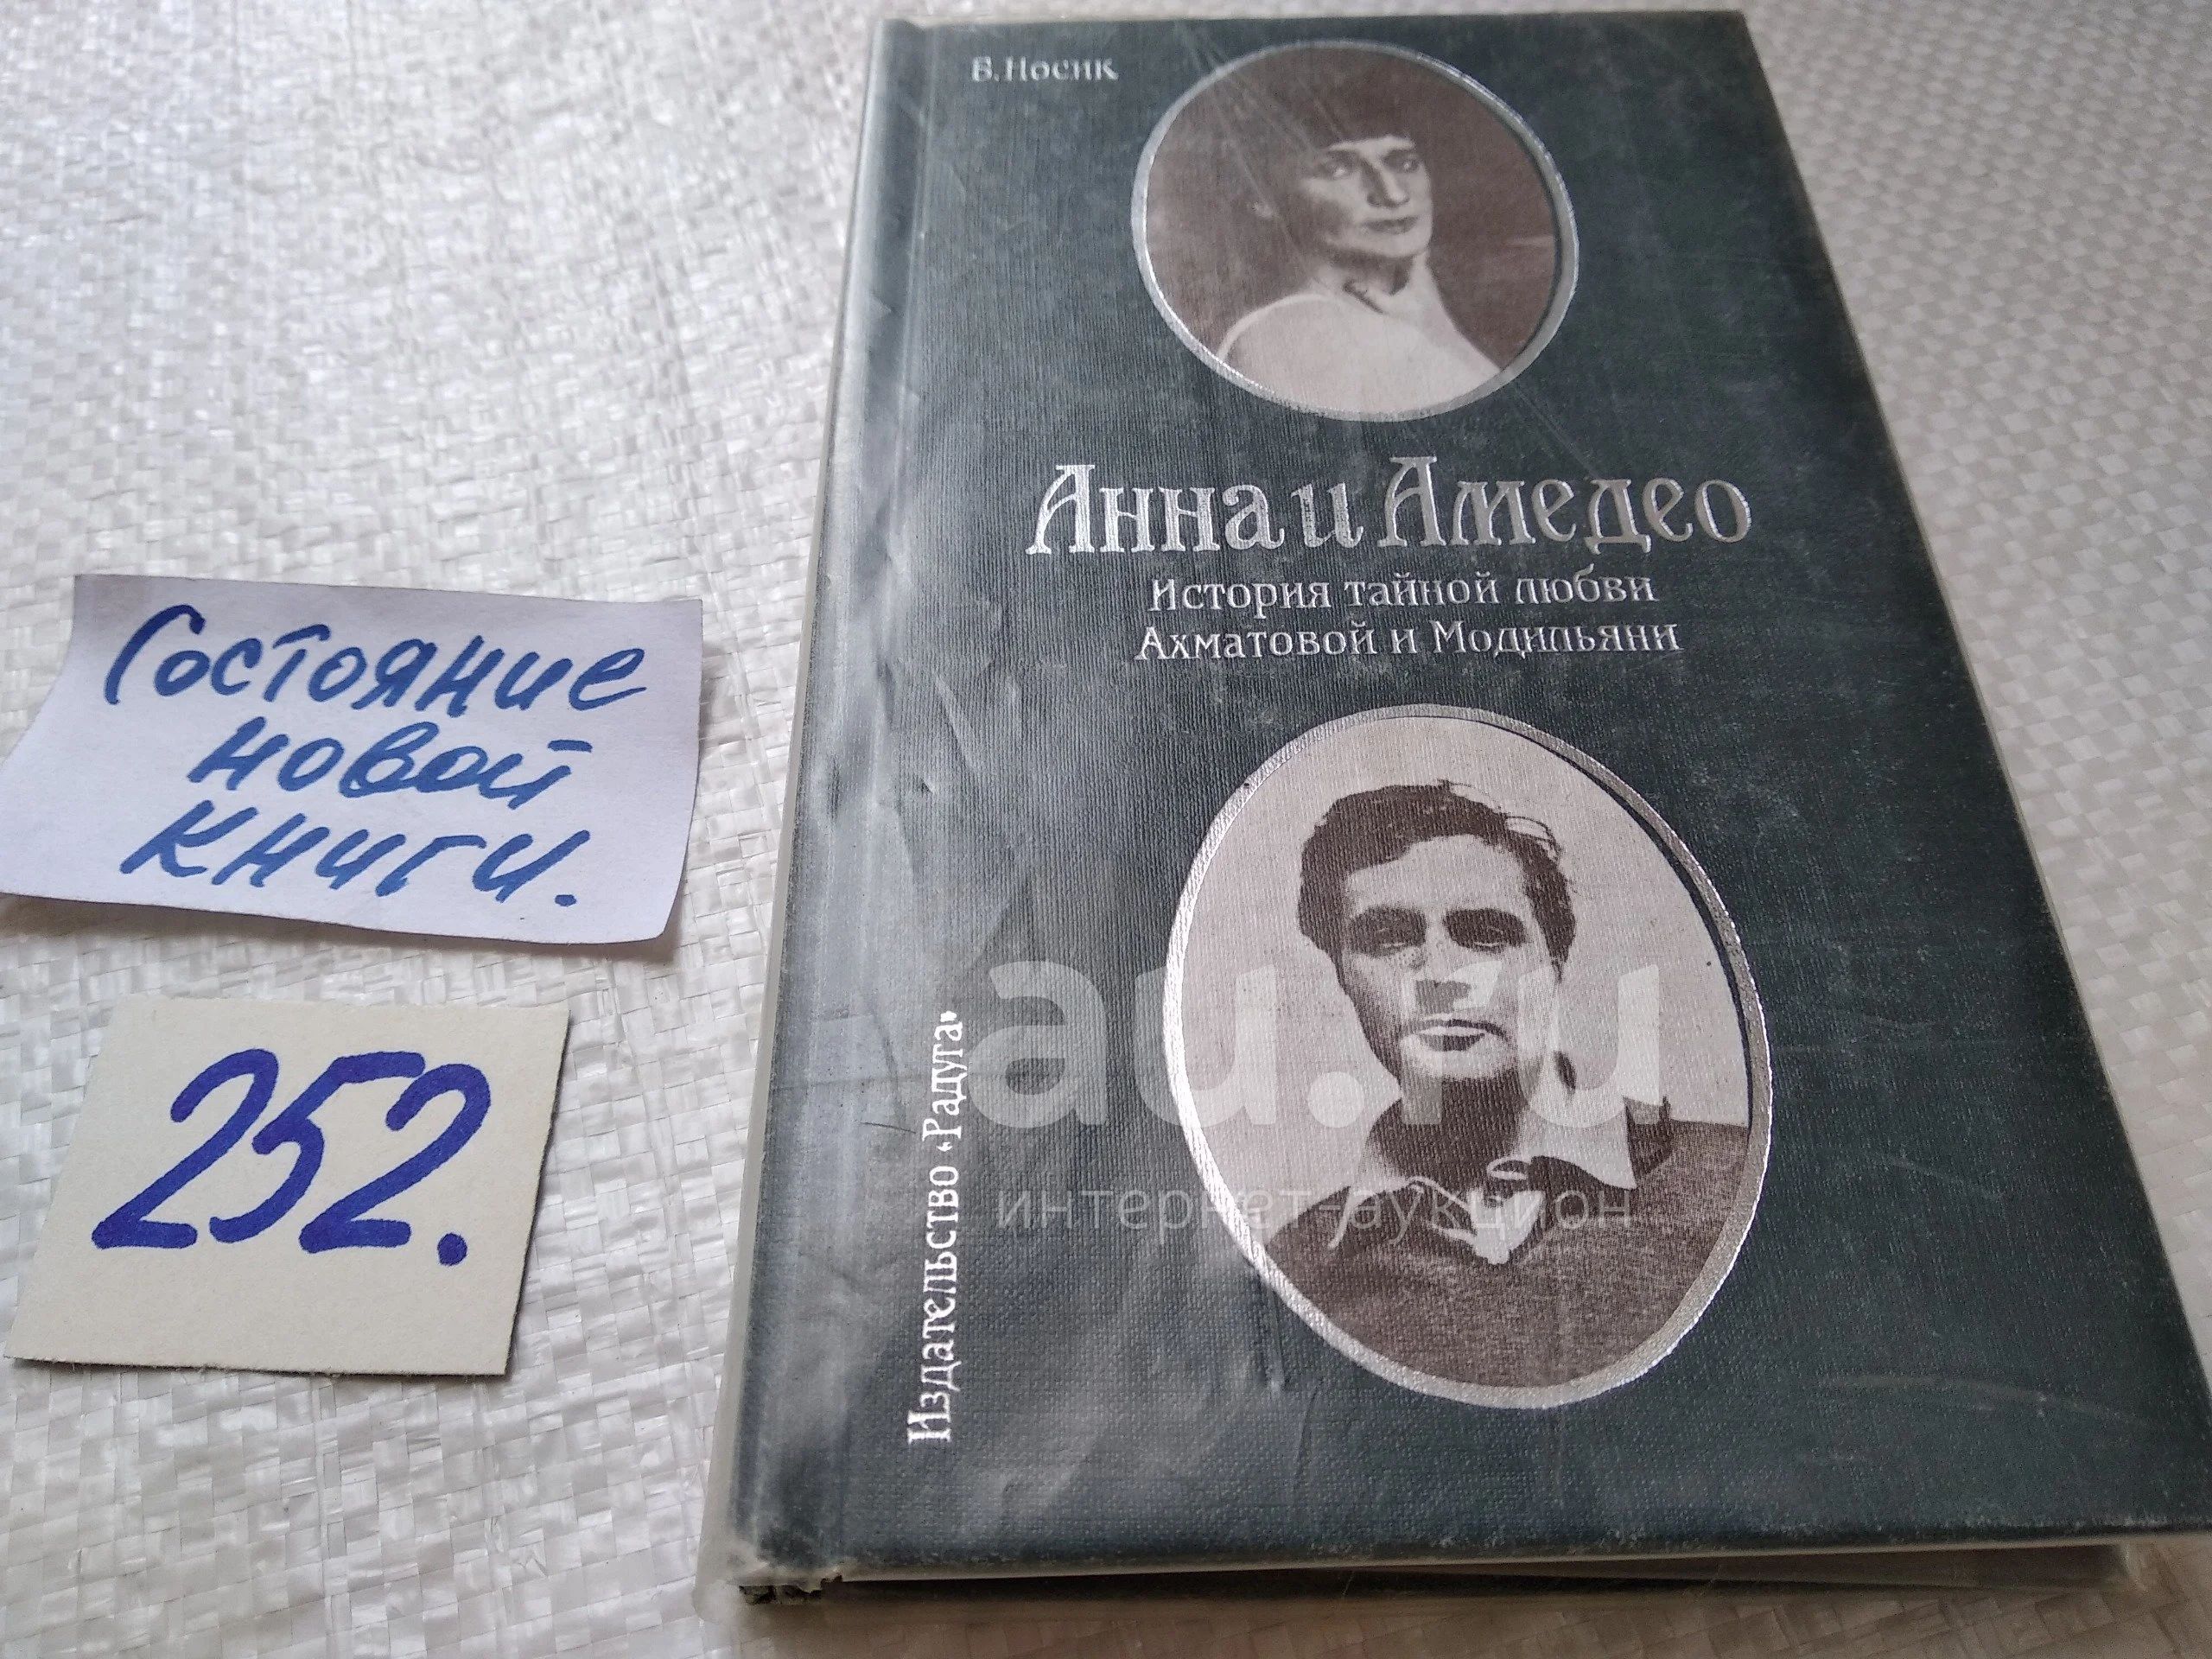 Б.Носик
Анна и Амедео
История тайной любви
Ахматовой и Модильяни
Издательство «Радуга»
Состояние
новой
книги.
252.
au.ru
интернет-аукцион